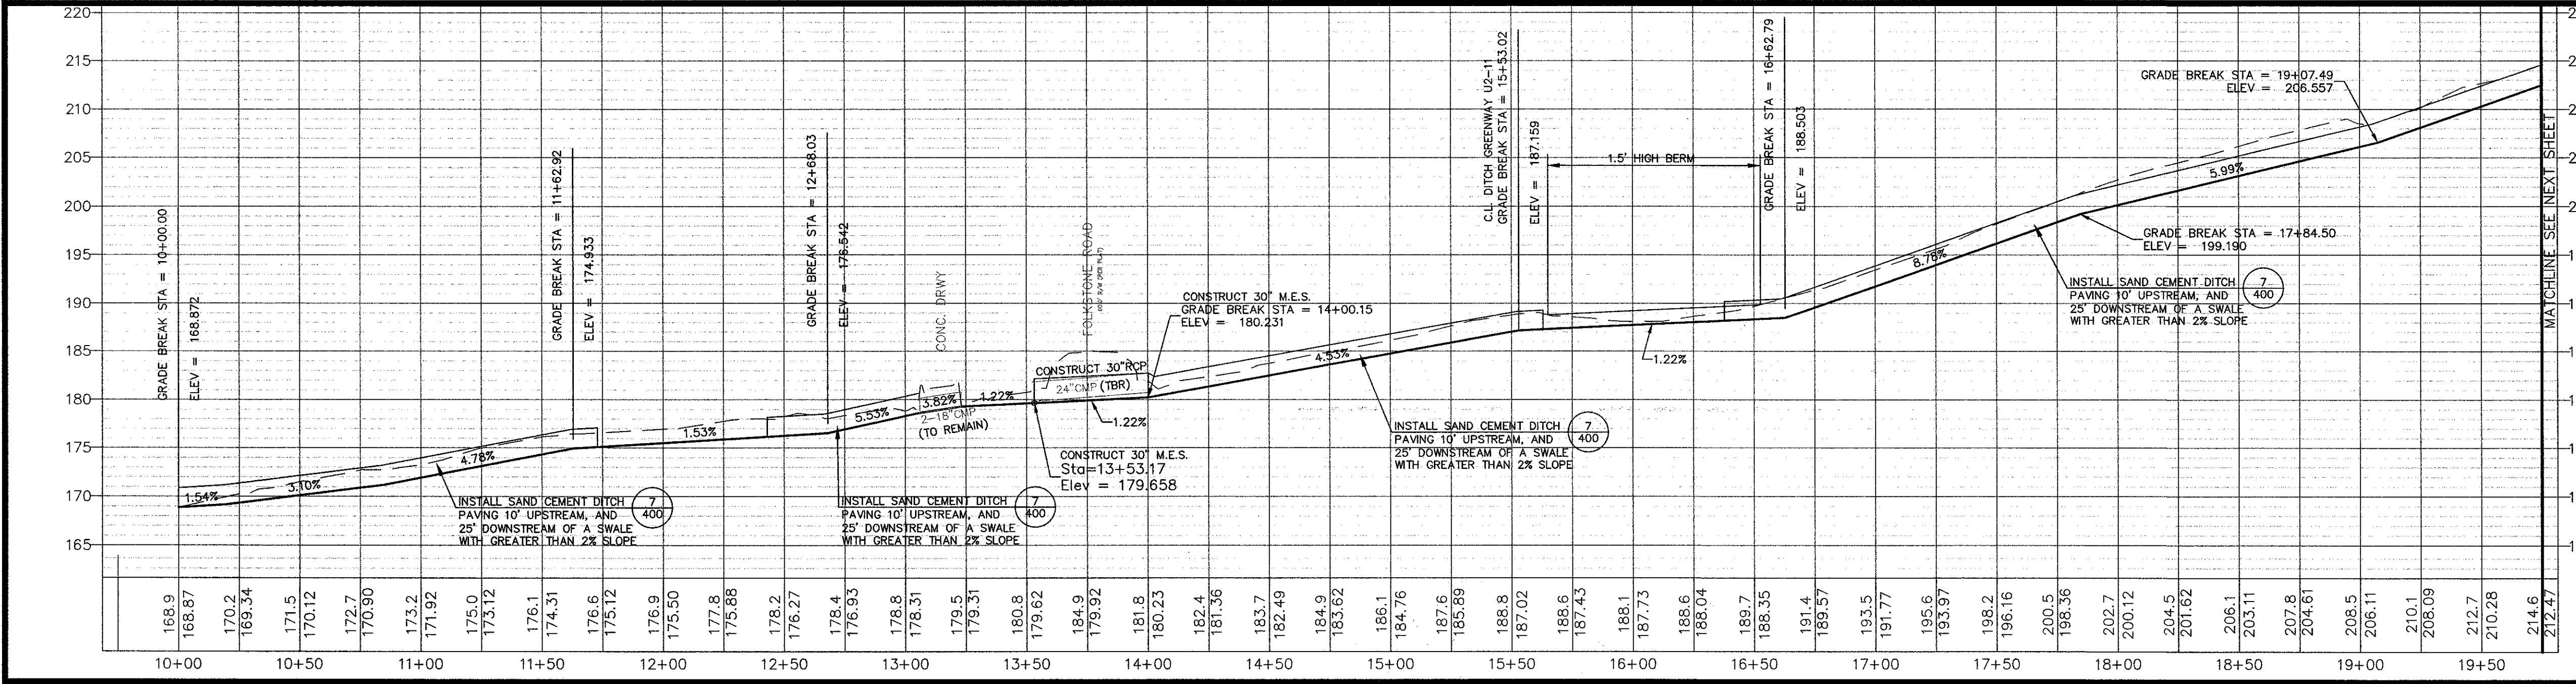 220
215
210
205
200
195
190
185
180
175
170
165
GRADE BREAK STA = 10+00.00
ELEV = 168.872
GRADE BREAK STA = 11+62.92
ELEV = 174.933
GRADE BREAK STA = 12+68.03
ELEV = 176.542
CONC. DRWY
FOLKSTONE ROAD
CONSTRUCT 30" M.E.S.
GRADE BREAK STA = 14+00.15
ELEV = 180.231
C.L. DITCH GREENWAY U2-11
GRADE BREAK STA = 15+53.02
ELEV = 187.159
1.5' HIGH BERM
GRADE BREAK STA = 16+62.79
ELEV = 188.503
GRADE BREAK STA = 19+07.49
ELEV = 206.557
GRADE BREAK STA = 17+84.50
ELEV = 199.190
MATCHLINE SEE NEXT SHEET
1.54%
3.10%
4.78%
1.53%
5.53%
3.82%
2-18"CMP
(TO REMAIN)
1.22%
CONSTRUCT 30"RCP
24"CMP (TBR)
1.22%
4.53%
1.22%
8.78%
5.99%
CONSTRUCT 30" M.E.S.
Sta=13+53.17
Elev = 179.658
INSTALL SAND CEMENT DITCH
PAVING 10' UPSTREAM, AND
25' DOWNSTREAM OF A SWALE
WITH GREATER THAN 2% SLOPE
7
400
INSTALL SAND CEMENT DITCH
PAVING 10' UPSTREAM, AND
25' DOWNSTREAM OF A SWALE
WITH GREATER THAN 2% SLOPE
7
400
INSTALL SAND CEMENT DITCH
PAVING 10' UPSTREAM, AND
25' DOWNSTREAM OF A SWALE
WITH GREATER THAN 2% SLOPE
7
400
INSTALL SAND CEMENT DITCH
PAVING 10' UPSTREAM, AND
25' DOWNSTREAM OF A SWALE
WITH GREATER THAN 2% SLOPE
7
400
168.9
168.87
170.2
169.34
171.5
170.12
172.7
170.90
173.2
171.92
175.0
173.12
176.1
174.31
176.6
175.12
176.9
175.50
177.8
175.88
178.2
176.27
178.4
176.93
178.8
178.31
179.5
179.31
180.8
179.62
184.9
179.92
181.8
180.23
182.4
181.36
183.7
182.49
184.9
183.62
186.1
184.76
187.6
185.89
188.8
187.02
188.6
187.43
188.1
187.73
188.6
188.04
189.7
188.35
191.4
189.57
193.5
191.77
195.6
193.97
198.2
196.16
200.5
198.36
202.7
200.12
204.5
201.62
206.1
203.11
207.8
204.61
208.5
206.11
210.1
208.09
212.7
210.28
214.6
212.47
10+00 10+50 11+00 11+50 12+00 12+50 13+00 13+50 14+00 14+50 15+00 15+50 16+00 16+50 17+00 17+50 18+00 18+50 19+00 19+50